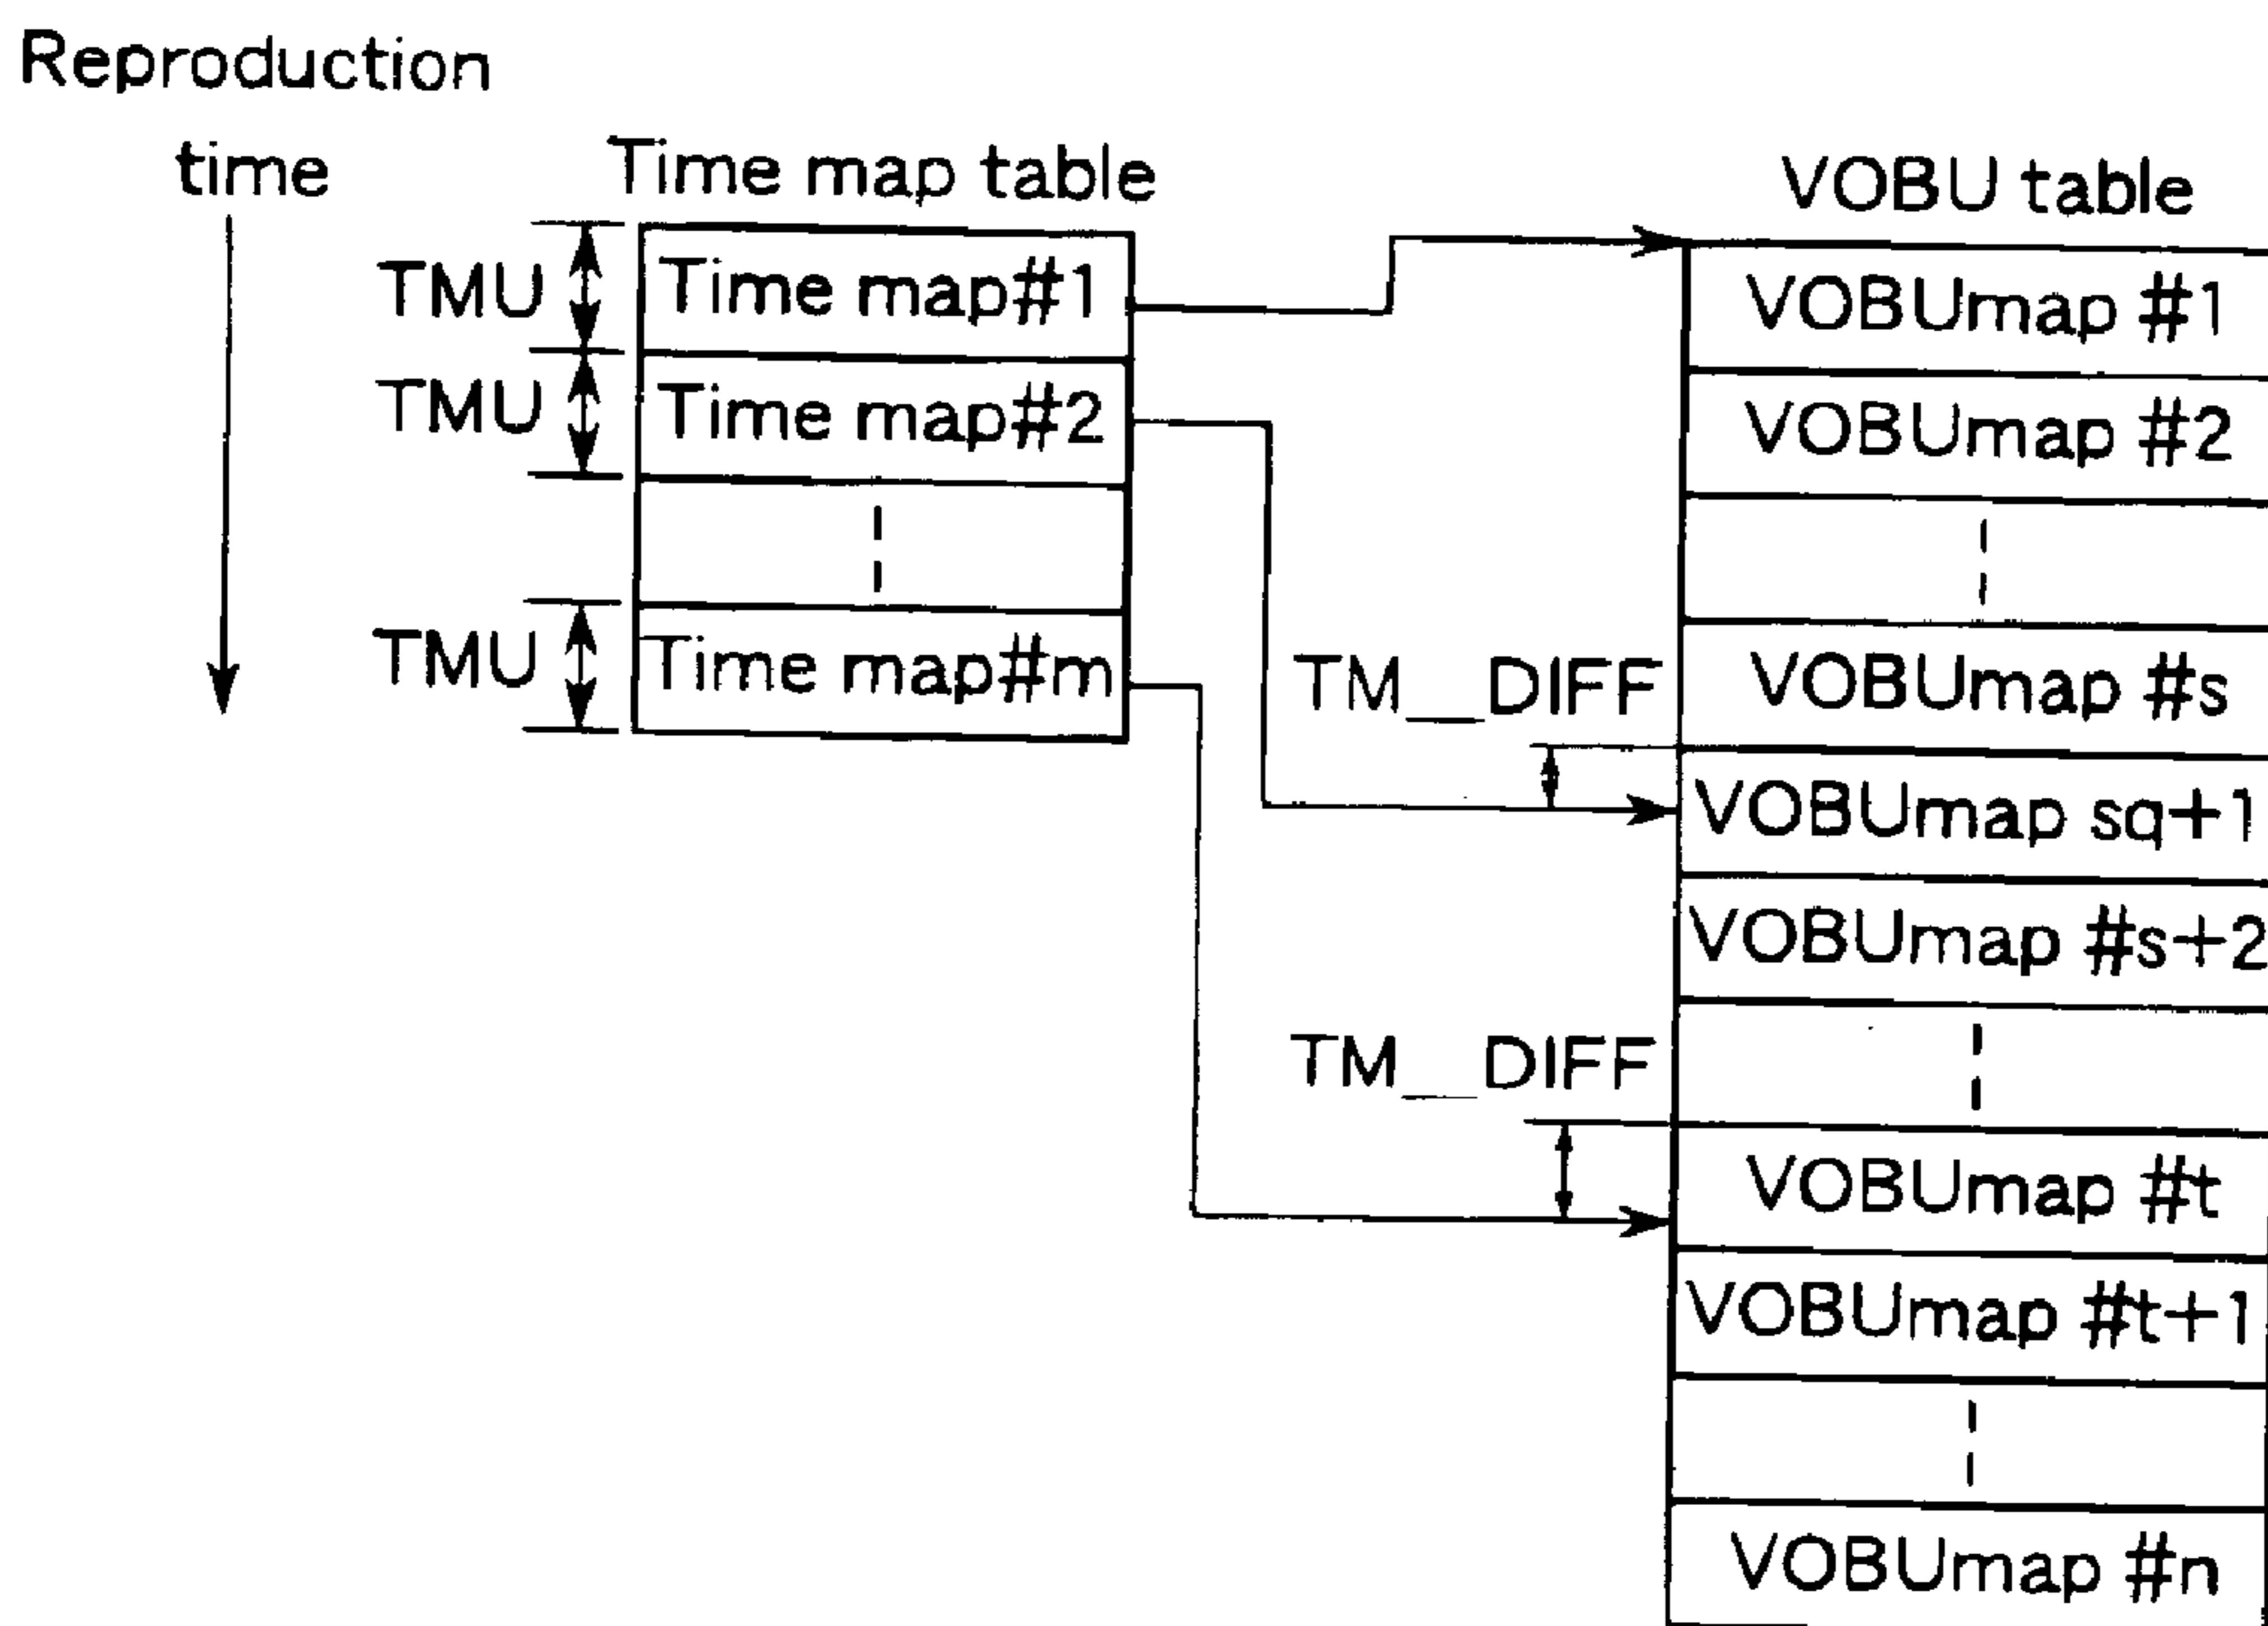 Reproduction
time
Time map table
VOBU table
TMU
Time map#1
VOBUmap #1
TMU
Time map#2
VOBUmap #2
TMU
Time map#m
TM__DIFF
VOBUmap #s
VOBUmap sq+1
VOBUmap #s+2
TM__DIFF
VOBUmap #t
VOBUmap #t+1
VOBUmap #n